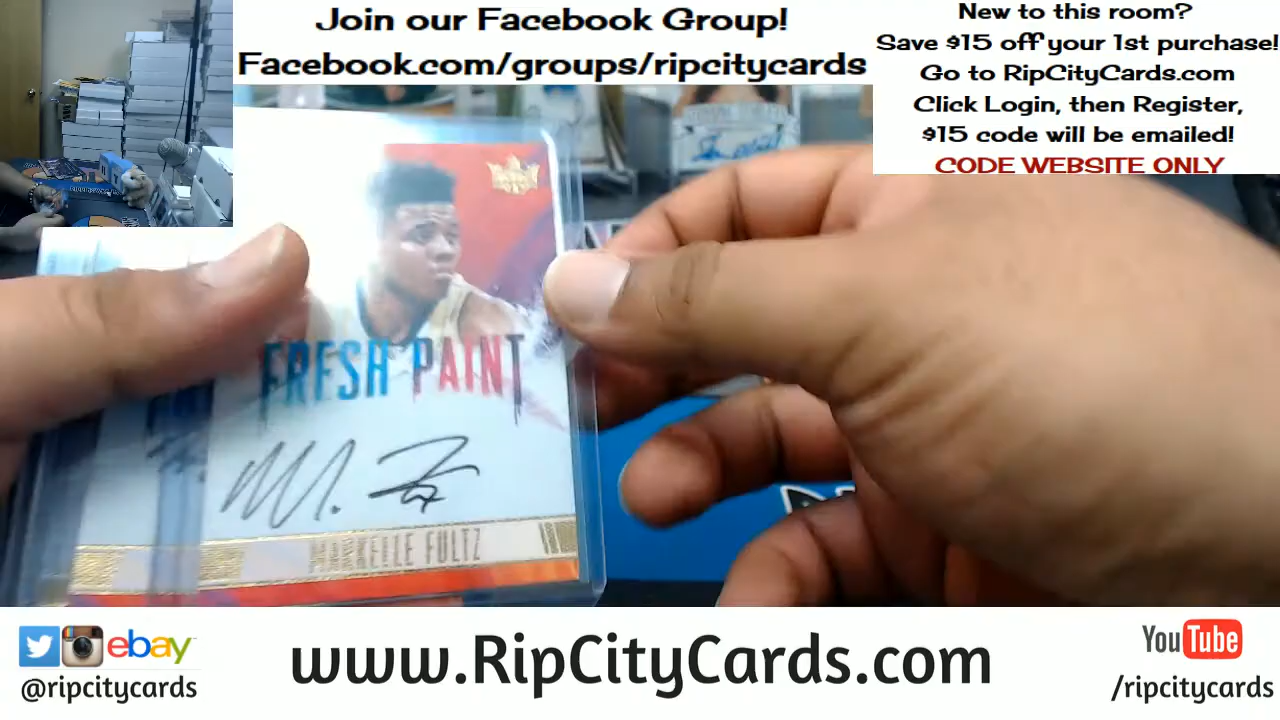 Join our Facebook Group!
Facebook.com/groups/ripcitycards
New to this room?
Save $15 off your 1st purchase!
Go to RipCityCards.com
Click Login, then Register,
$15 code will be emailed!
CODE WEBSITE ONLY
FRESH PAINT
MARKELLE FULTZ
ebay
@ripcitycards
www.RipCityCards.com
YouTube
/ripcitycards